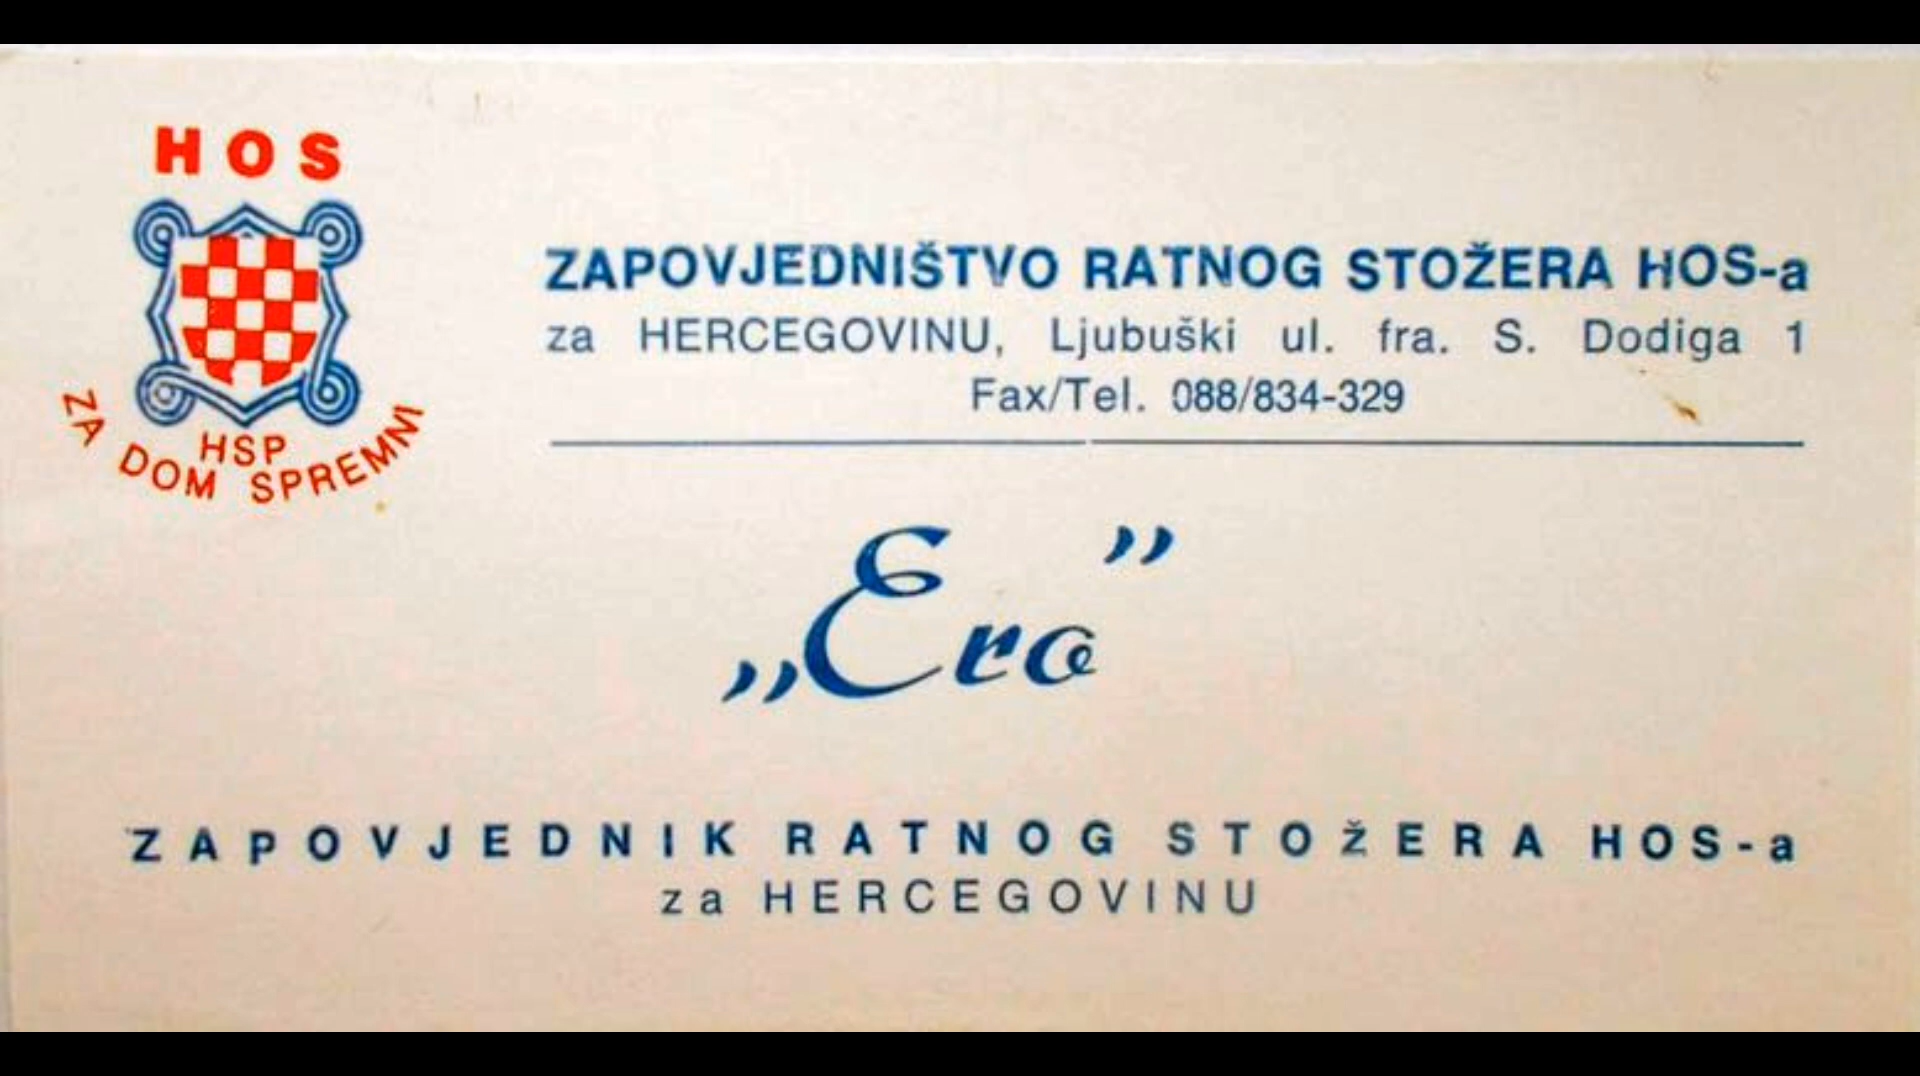 HOS
HSP
ZA DOM SPREMNI
ZAPOVJEDNIŠTVO RATNOG STOŽERA HOS-a
za HERCEGOVINU, Ljubuški ul. fra. S. Dodiga 1
Fax/Tel. 088/834-329
„Ero”
ZAPOVJEDNIK RATNOG STOŽERA HOS-a
za HERCEGOVINU